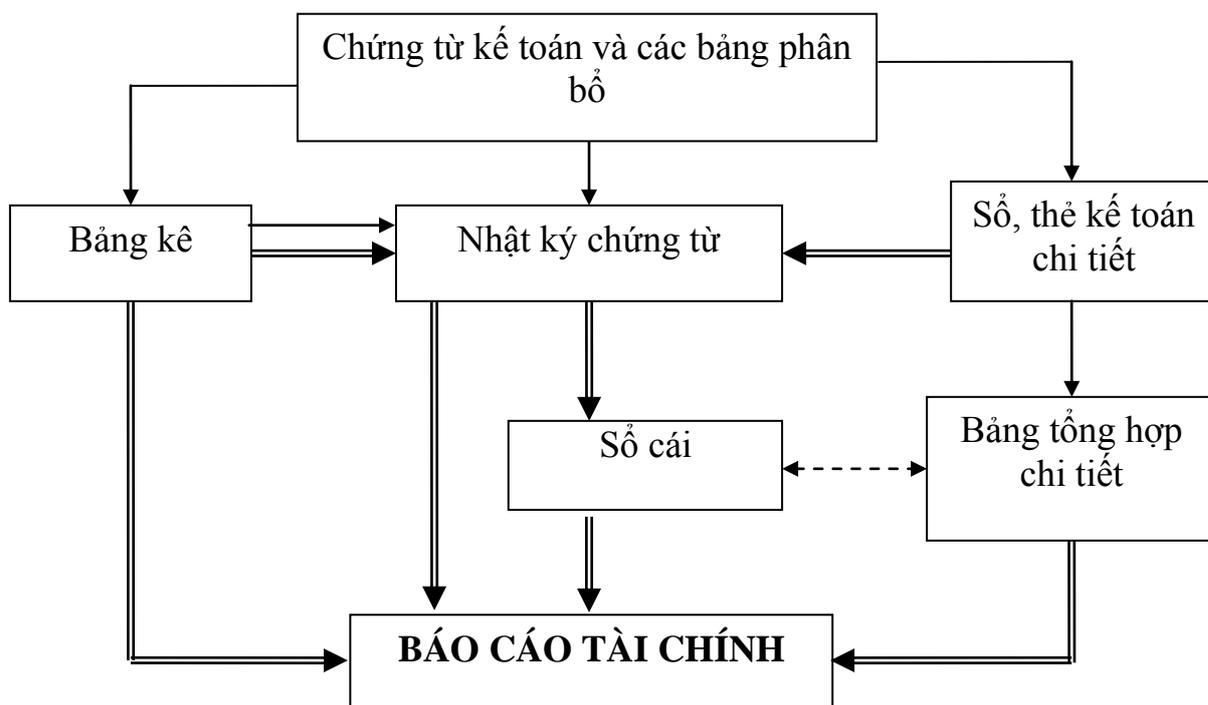 Chứng từ kế toán và các bảng phân
bổ
Bảng kê
Nhật ký chứng từ
Sổ, thẻ kế toán
chi tiết
Sổ cái
Bảng tổng hợp
chi tiết
BÁO CÁO TÀI CHÍNH